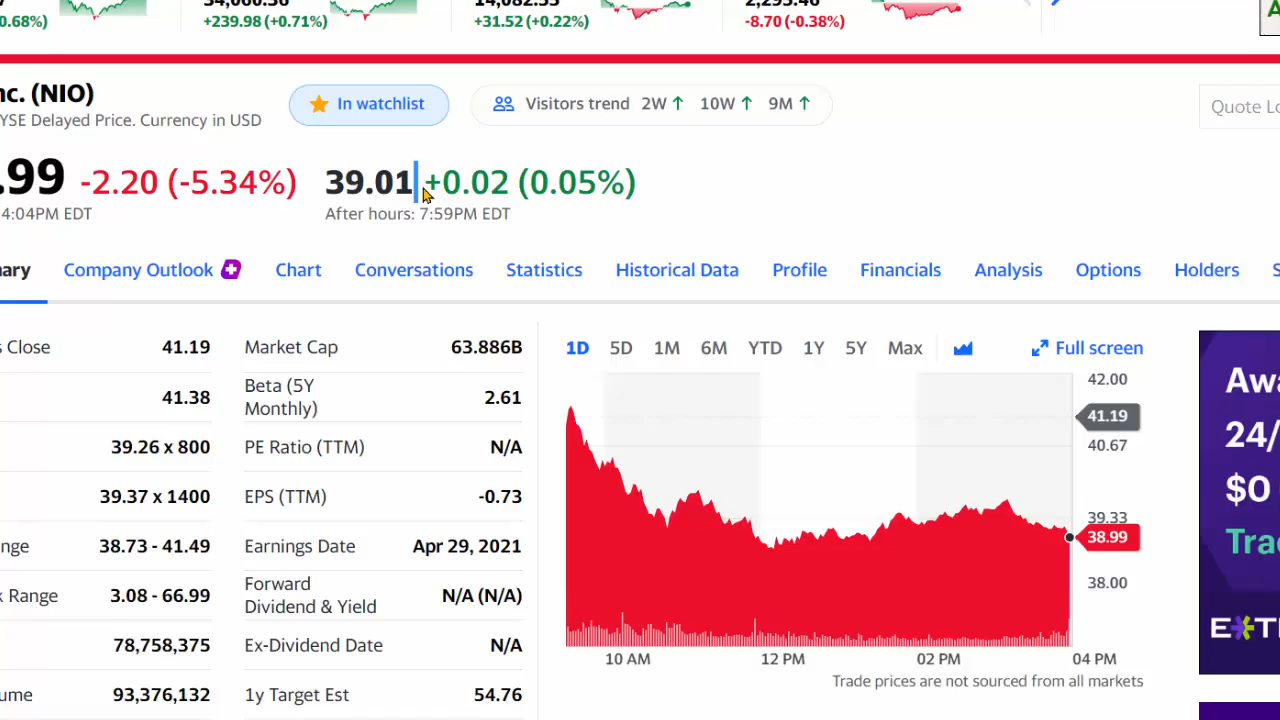 0.68%) +239.98 (+0.71%) +31.52 (+0.22%) -8.70 (-0.38%)
nc. (NIO) In watchlist Visitors trend 2W ↑ 10W ↑ 9M ↑ Quote Lo
YSE Delayed Price. Currency in USD
.99 -2.20 (-5.34%) 39.01 +0.02 (0.05%)
4:04PM EDT After hours: 7:59PM EDT
ary Company Outlook Chart Conversations Statistics Historical Data Profile Financials Analysis Options Holders S
s Close 41.19
41.38
39.26 x 800
39.37 x 1400
nge 38.73 - 41.49
k Range 3.08 - 66.99
78,758,375
ume 93,376,132
Market Cap 63.886B
Beta (5Y
Monthly) 2.61
PE Ratio (TTM) N/A
EPS (TTM) -0.73
Earnings Date Apr 29, 2021
Forward
Dividend & Yield N/A (N/A)
Ex-Dividend Date N/A
1y Target Est 54.76
1D 5D 1M 6M YTD 1Y 5Y Max Full screen
42.00
41.19
40.67
39.33
38.99
38.00
10 AM 12 PM 02 PM 04 PM
Trade prices are not sourced from all markets
Awa
24/
$0
Tra